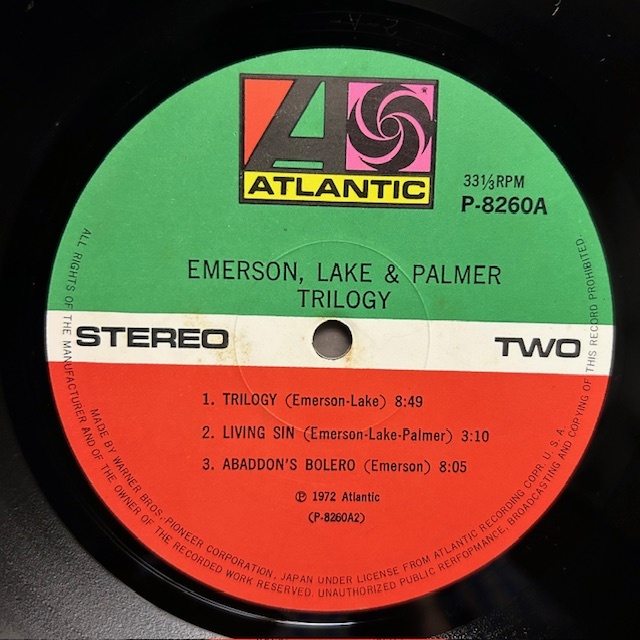 ATLANTIC
33⅓RPM
P-8260A
EMERSON, LAKE & PALMER
TRILOGY
STEREO
TWO
1. TRILOGY (Emerson-Lake) 8:49
2. LIVING SIN (Emerson-Lake-Palmer) 3:10
3. ABADDON'S BOLERO (Emerson) 8:05
Ⓟ 1972 Atlantic
(P-8260A2)
MADE BY WARNER BROS.,PIONEER CORPORATION, JAPAN UNDER LICENSE FROM ATLANTIC RECORDING CORP. U.S.A.
ALL RIGHTS OF THE MANUFACTURER AND OF THE OWNER OF THE RECORDED WORK RESERVED. UNAUTHORIZED PUBLIC RERFOPMANCE, BROADCASTING AND COPYING OF THIS RECORD PROHIBITED.